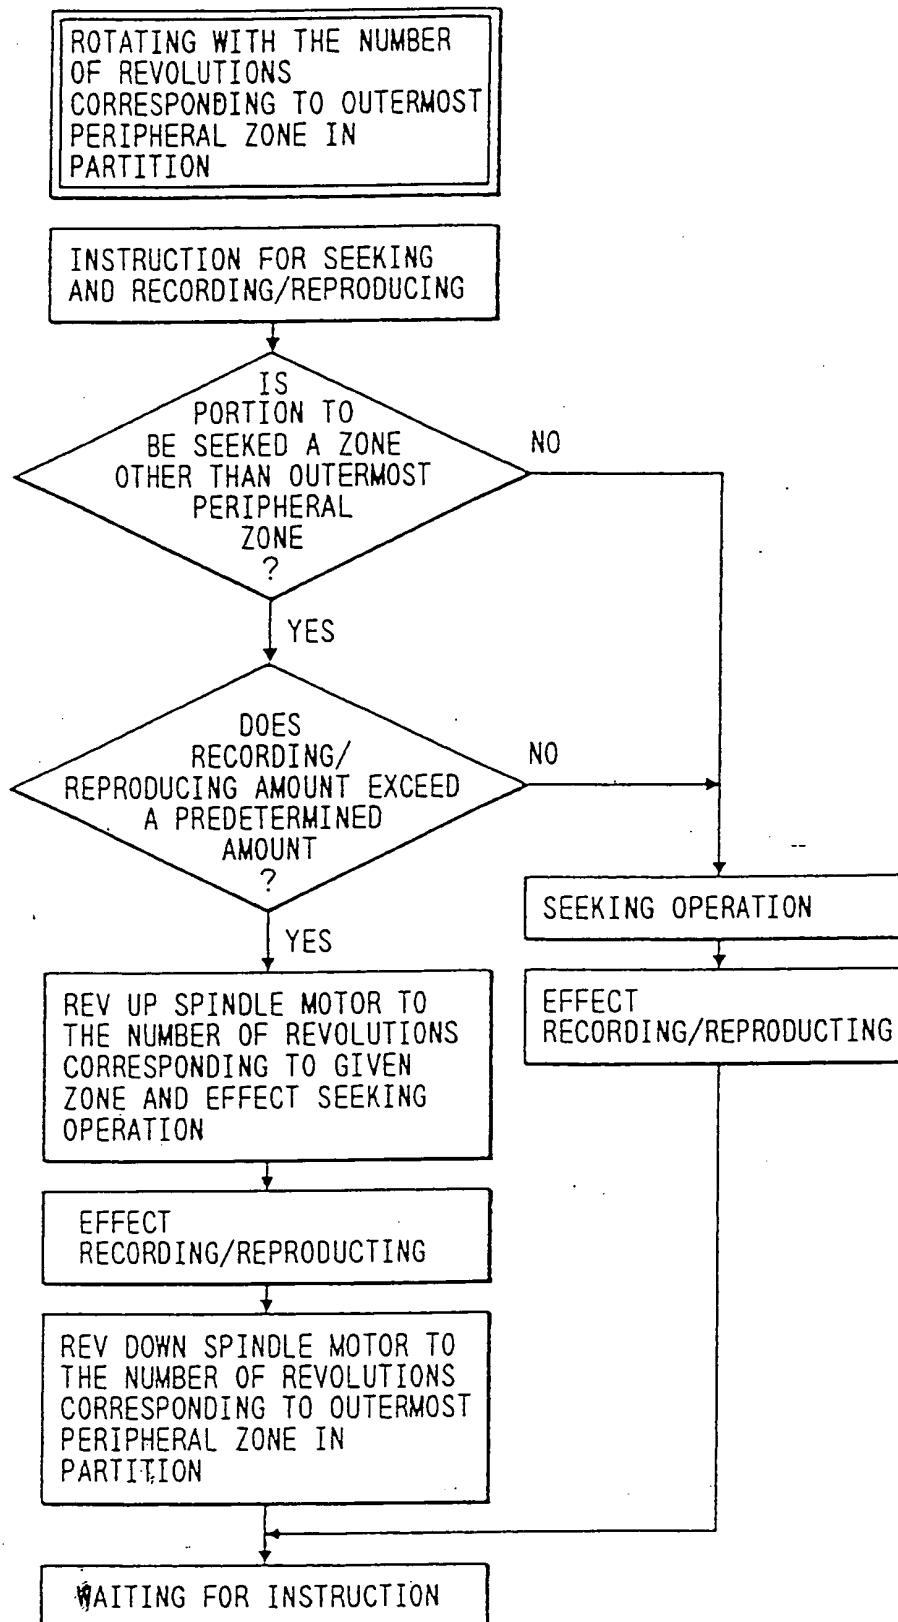 ROTATING WITH THE NUMBER
OF REVOLUTIONS
CORRESPONDING TO OUTERMOST
PERIPHERAL ZONE IN
PARTITION
INSTRUCTION FOR SEEKING
AND RECORDING/REPRODUCING
IS
PORTION TO
BE SEEKED A ZONE
OTHER THAN OUTERMOST
PERIPHERAL
ZONE
?
NO
YES
DOES
RECORDING/
REPRODUCING AMOUNT EXCEED
A PREDETERMINED
AMOUNT
?
NO
YES
SEEKING OPERATION
EFFECT
RECORDING/REPRODUCTING
REV UP SPINDLE MOTOR TO
THE NUMBER OF REVOLUTIONS
CORRESPONDING TO GIVEN
ZONE AND EFFECT SEEKING
OPERATION
EFFECT
RECORDING/REPRODUCTING
REV DOWN SPINDLE MOTOR TO
THE NUMBER OF REVOLUTIONS
CORRESPONDING TO OUTERMOST
PERIPHERAL ZONE IN
PARTITION
WAITING FOR INSTRUCTION